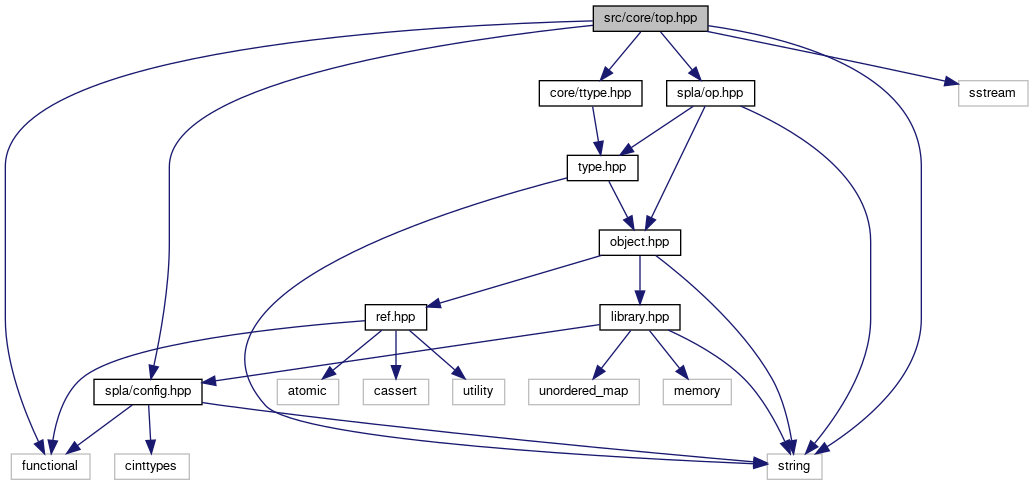 src/core/top.hpp
core/ttype.hpp
spla/op.hpp
sstream
type.hpp
object.hpp
ref.hpp
library.hpp
spla/config.hpp
atomic
cassert
utility
unordered_map
memory
functional
cinttypes
string